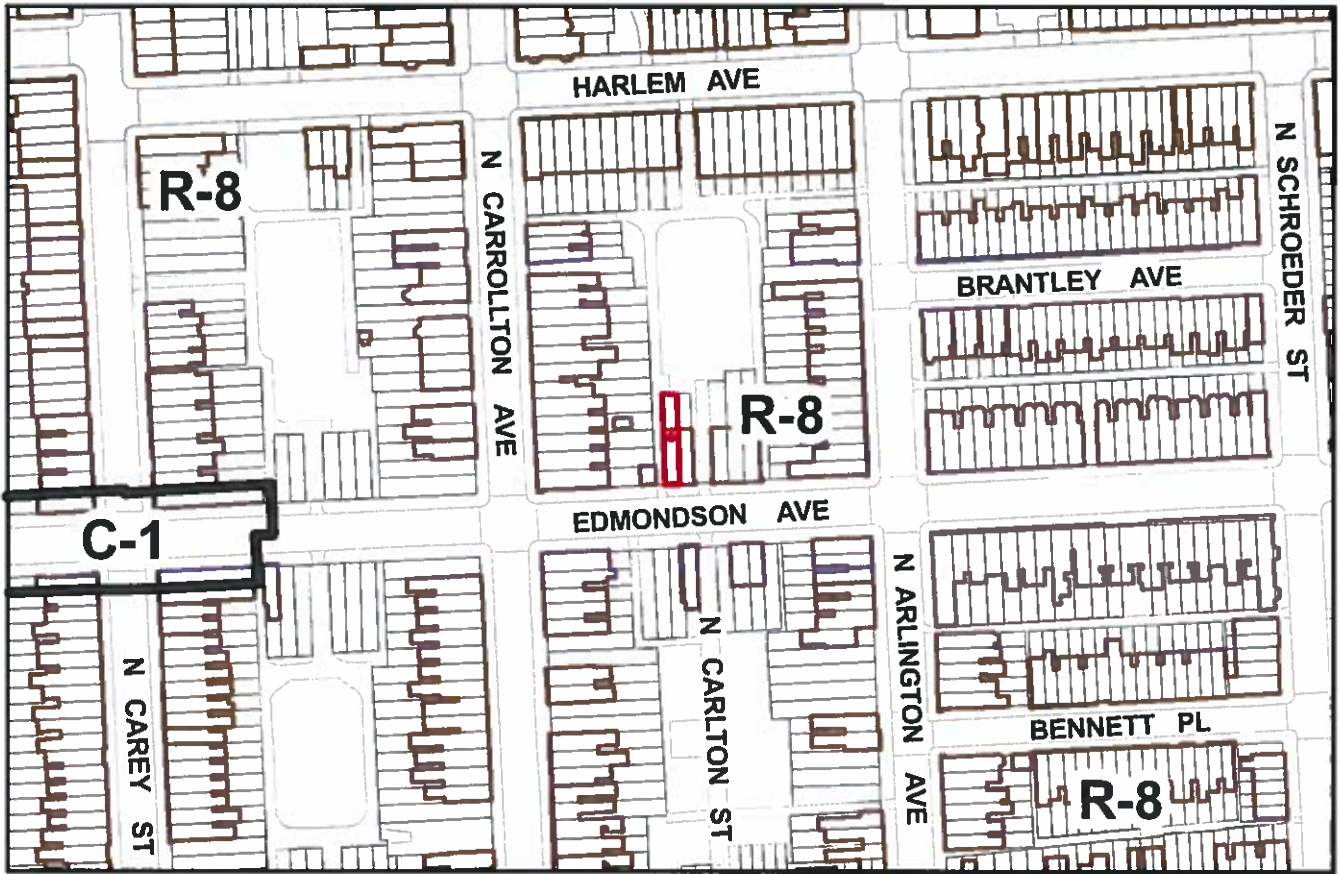 HARLEM AVE
R-8
N CARROLLTON AVE
N SCHROEDER ST
BRANTLEY AVE
R-8
EDMONDSON AVE
C-1
N CAREY ST
N CARLTON ST
N ARLINGTON AVE
BENNETT PL
R-8